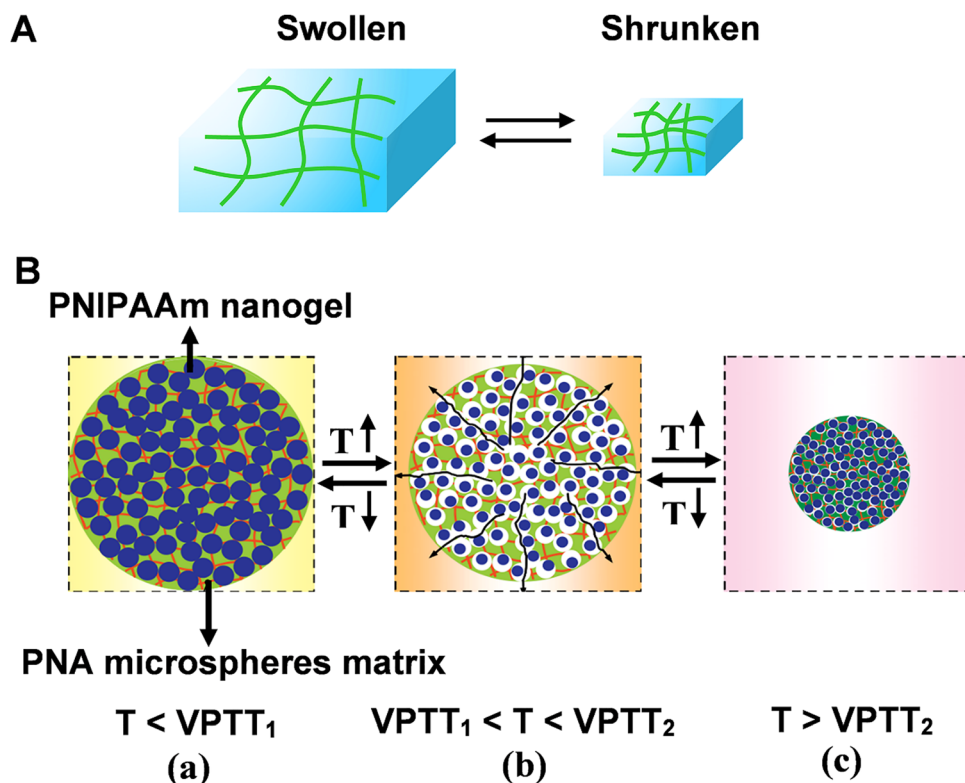 A
Swollen
Shrunken
B
PNIPAAm nanogel
T↑
T↓
T↑
T↓
PNA microspheres matrix
T < VPTT₁
VPTT₁ < T < VPTT₂
T > VPTT₂
(a)
(b)
(c)